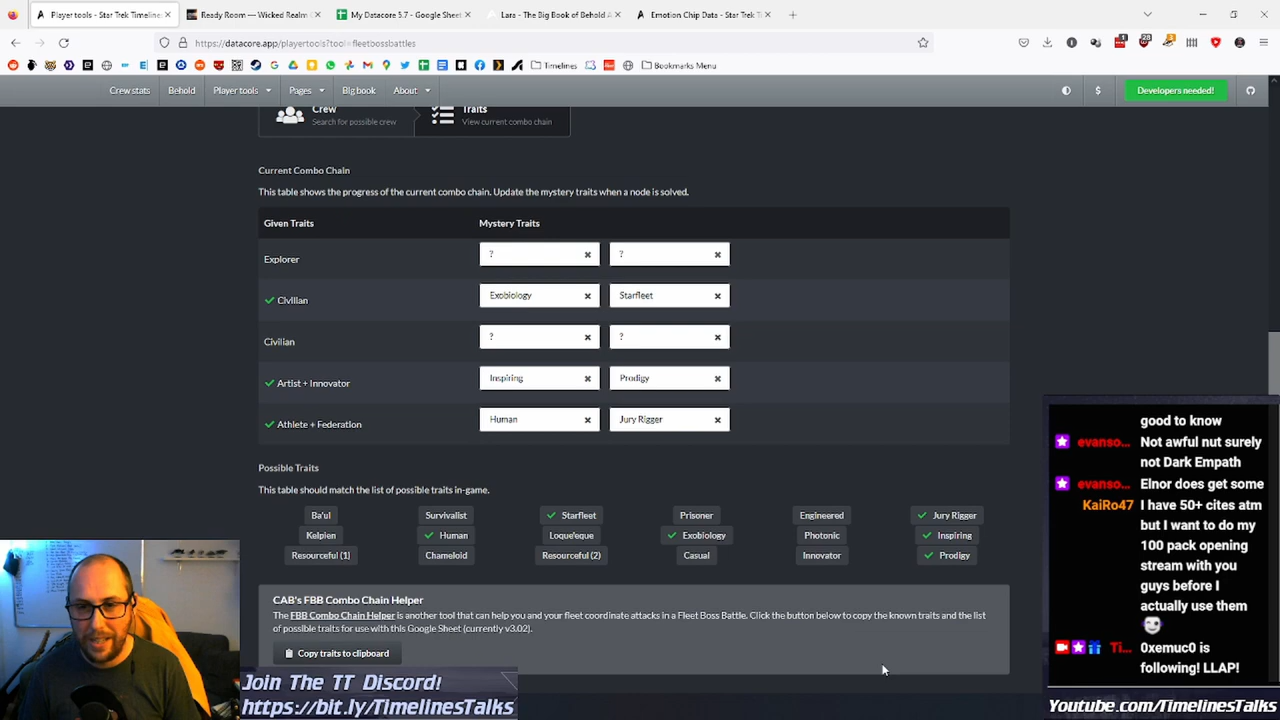 Player tools - Star Trek Timeline
Ready Room — Wicked Realm
My Datacore 5.7 - Google Sheet
Lara - The Big Book of Behold A
Emotion Chip Data - Star Trek T
https://datacore.app/playertools?tool=fleetbossbattles
Timelines
Bookmarks Menu
Crew stats
Behold
Player tools
Pages
Big book
About
$
Developers needed!
Crew
Search for possible crew
Traits
View current combo chain
Current Combo Chain
This table shows the progress of the current combo chain. Update the mystery traits when a node is solved.
Given Traits Mystery Traits
Explorer ? ?
Civilian Exobiology Starfleet
Civilian ? ?
Artist + Innovator Inspiring Prodigy
Athlete + Federation Human Jury Rigger
Possible Traits
This table should match the list of possible traits in-game.
Ba'ul Survivalist Starfleet Prisoner Engineered Jury Rigger
Kelpian Human Loque'eque Exobiology Photonic Inspiring
Resourceful (1) Chameloid Resourceful (2) Casual Innovator Prodigy
CAB's FBB Combo Chain Helper
The FBB Combo Chain Helper is another tool that can help you and your fleet coordinate attacks in a Fleet Boss Battle. Click the button below to copy the known traits and the list
of possible traits for use with this Google Sheet (currently v3.02).
Copy traits to clipboard
good to know
evanso... Not awful nut surely
not Dark Empath
evanso... Elnor does get some
KaiRo47 I have 50+ cites atm
but I want to do my
100 pack opening
stream with you
guys before I
actually use them
Ti... 0xemuc0 is
following! LLAP!
Join The TT Discord!
https://bit.ly/TimelinesTalks
Youtube.com/TimelinesTalks